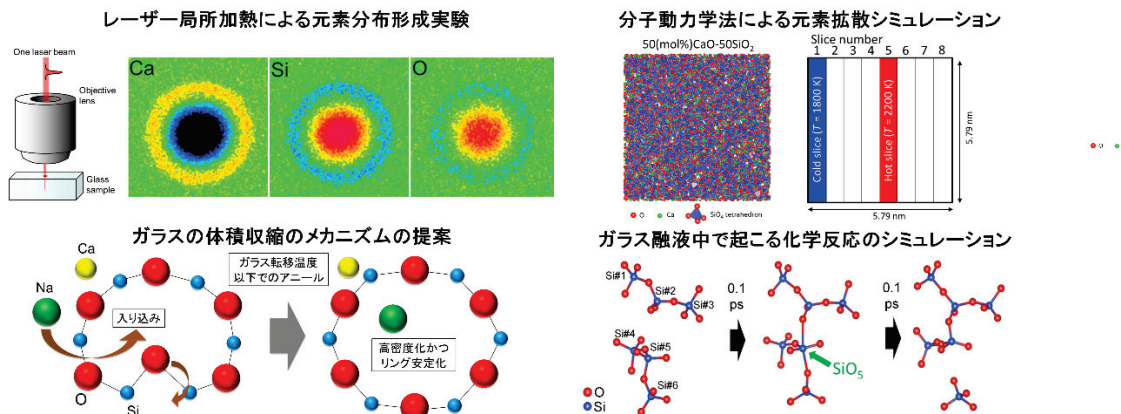 レーザー局所加熱による元素分布形成実験
One laser beam
Objective
lens
Glass
sample
Ca
Si
O
分子動力学法による元素拡散シミュレーション
50(mol%)CaO-50SiO₂
O
Ca
SiO₄ tetrahedron
Slice number
1 2 3 4 5 6 7 8
Cold slice (T = 1800 K)
Hot slice (T = 2200 K)
5.79 nm
5.79 nm
O
ガラスの体積収縮のメカニズムの提案
Ca
Na
入り込み
O
Si
ガラス転移温度
以下でのアニール
高密度化かつ
リング安定化
ガラス融液中で起こる化学反応のシミュレーション
Si#1
Si#2
Si#3
Si#4
Si#5
Si#6
0.1
ps
SiO₅
0.1
ps
O
Si